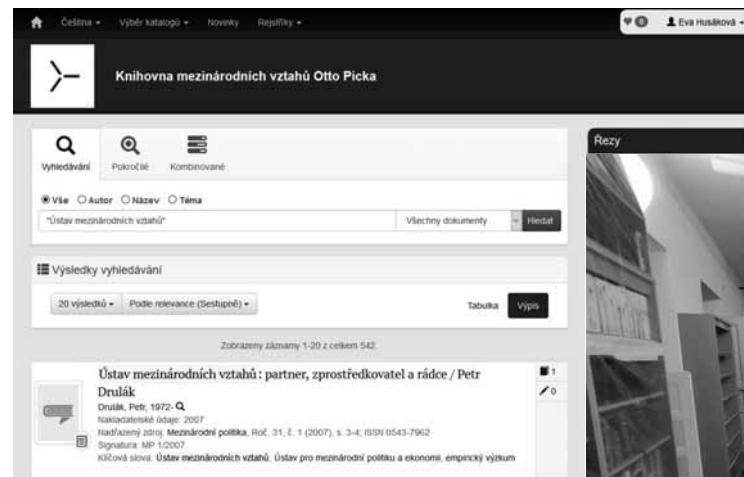 Čeština Výběr katalogů Novinky Rejstříky 0 Eva Husáková
Knihovna mezinárodních vztahů Otto Picka
Vyhledávání Pokročilé Kombinované
Vše Autor Název Téma
"Ústav mezinárodních vztahů" Všechny dokumenty Hledat
Výsledky vyhledávání
20 výsledků Podle relevance (Sestupně) Tabulka Výpis
Zobrazeny záznamy 1-20 z celkem 542.
Ústav mezinárodních vztahů : partner, zprostředkovatel a rádce / Petr
Drulák
Drulák, Petr, 1972-
Nakladatelské údaje: 2007
Nadřazený zdroj: Mezinárodní politika, Roč. 31, č. 1 (2007), s. 3-4; ISSN 0543-7962
Signatura: MP 1/2007
Klíčová slova: Ústav mezinárodních vztahů, Ústav pro mezinárodní politiku a ekonomii, empirický výzkum
1
0
Řezy